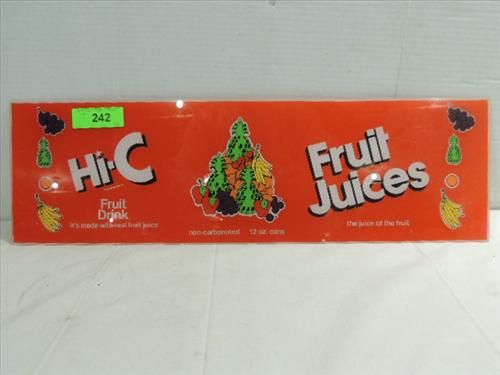 242
Hi-C
Fruit
Drink
it's made with real fruit juice
non-carbonated 12 oz. cans
Fruit
Juices
the juice of the fruit